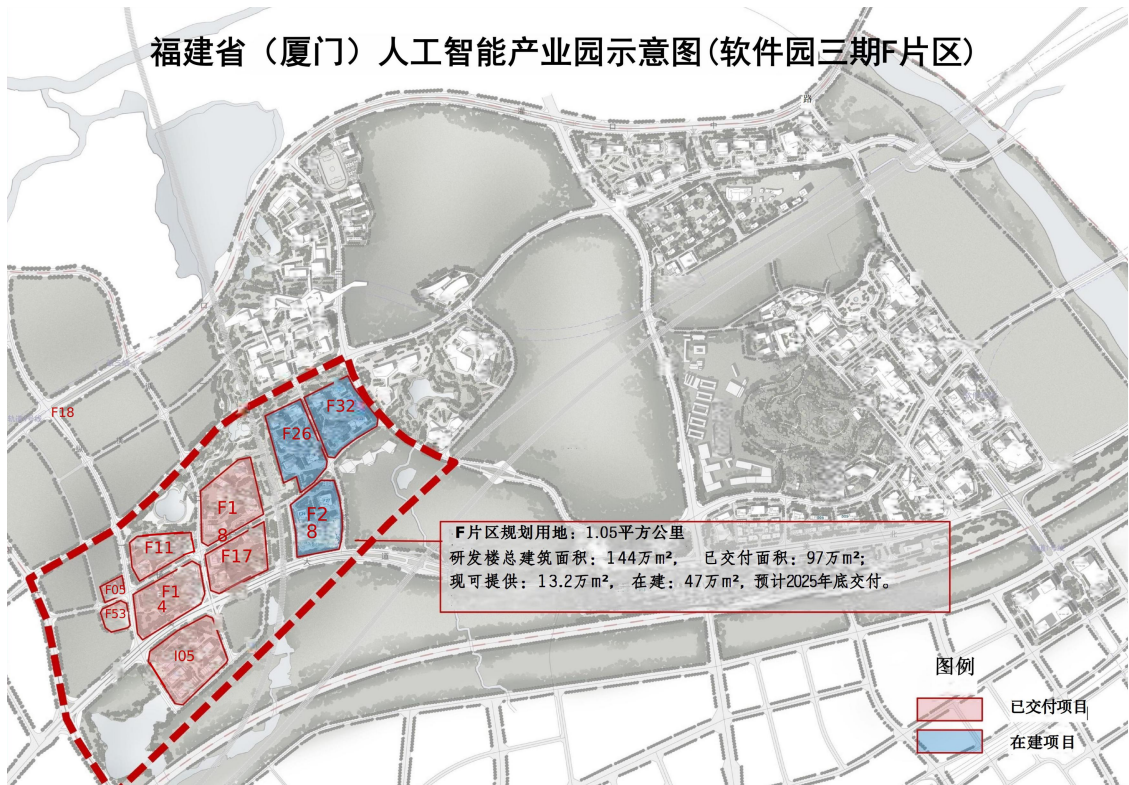 福建省（厦门）人工智能产业园示意图(软件园三期F片区)
路
中
口
F18
F32
F26
F1
8
F2
8
F11
F17
F05
F1
4
F53
I05
F片区规划用地：1.05平方公里
研发楼总建筑面积：144万m²， 已交付面积：97万m²；
现可提供：13.2万m²， 在建：47万m²，预计2025年底交付。
图例
已交付项目
在建项目